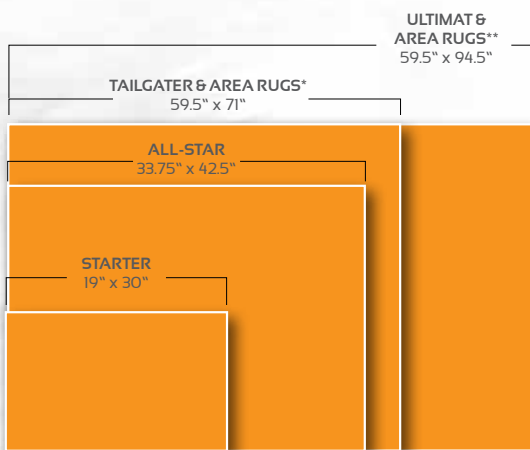 ULTIMAT &
AREA RUGS**
59.5" x 94.5"
TAILGATER & AREA RUGS*
59.5" x 71"
ALL-STAR
33.75" x 42.5"
STARTER
19" x 30"